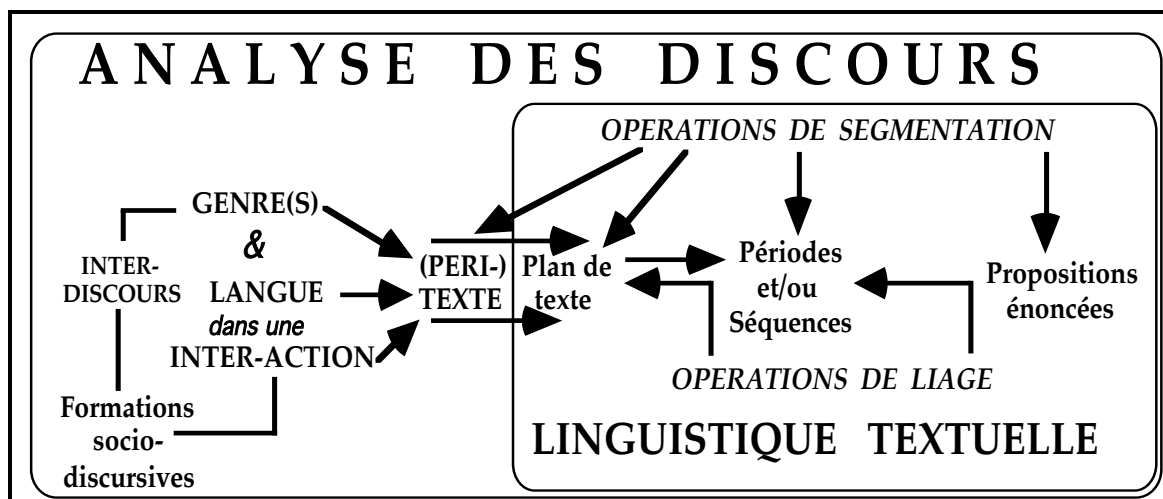 ANALYSE DES DISCOURS
OPERATIONS DE SEGMENTATION
GENRE(S)
&
INTER-
DISCOURS
LANGUE
dans une
INTER-ACTION
Formations
socio-
discursives
(PERI-)
TEXTE
Plan de
texte
Périodes
et/ou
Séquences
Propositions
énoncées
OPERATIONS DE LIAGE
LINGUISTIQUE TEXTUELLE